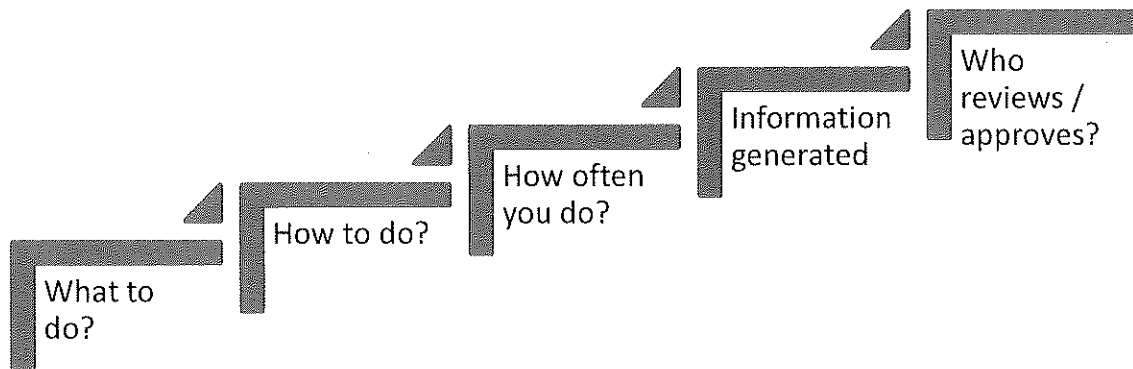 What to
do?
How to do?
How often
you do?
Information
generated
Who
reviews /
approves?